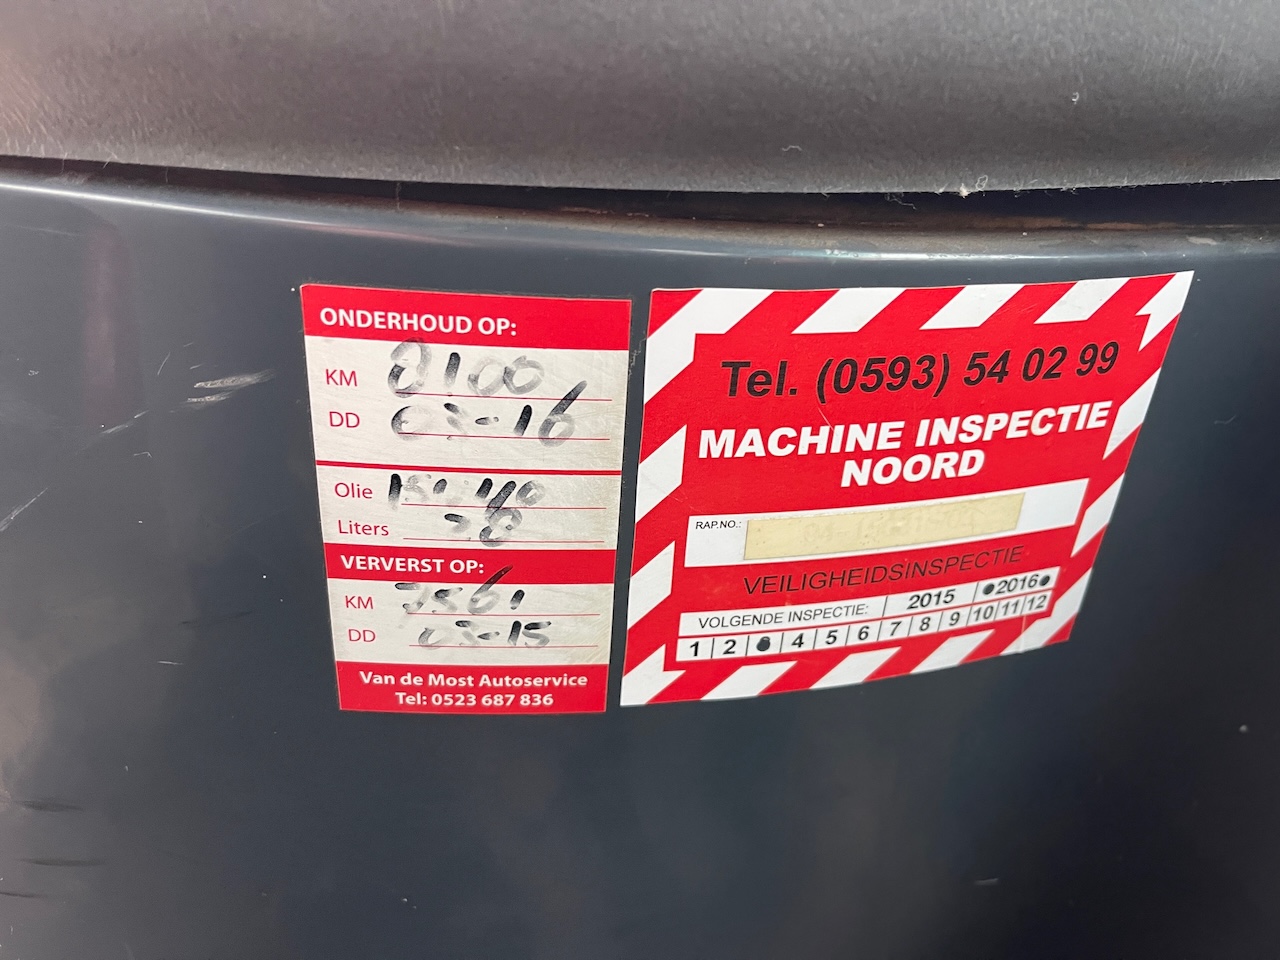 ONDERHOUD OP:
KM 8100
DD 03-16
Olie 15W40
Liters
VERVERST OP:
KM 7561
DD 03-15
Van de Most Autoservice
Tel: 0523 687 836
Tel. (0593) 54 02 99
MACHINE INSPECTIE
NOORD
RAP.NO.:
VEILIGHEIDSINSPECTIE
VOLGENDE INSPECTIE: 2015 2016
1 2 4 5 6 7 8 9 10 11 12